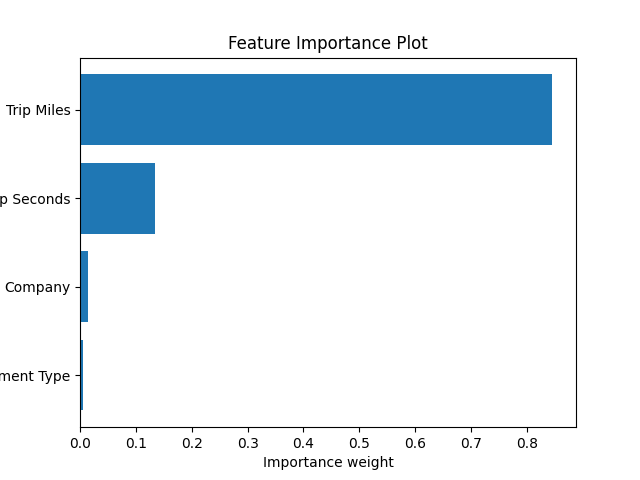 Feature Importance Plot
Trip Miles
p Seconds
Company
ment Type
0.0 0.1 0.2 0.3 0.4 0.5 0.6 0.7 0.8
Importance weight